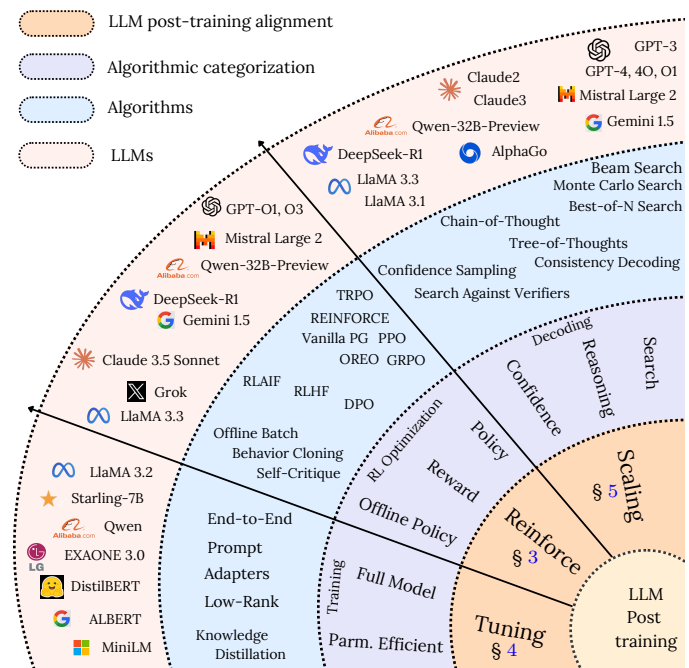 LLM post-training alignment
Algorithmic categorization
Algorithms
LLMs
GPT-3
GPT-4, 4O, O1
Mistral Large 2
Gemini 1.5
Claude2
Claude3
Alibaba.com
Qwen-32B-Preview
DeepSeek-R1
AlphaGo
LlaMA 3.3
LlaMA 3.1
Beam Search
Monte Carlo Search
Best-of-N Search
Chain-of-Thought
Tree-of-Thoughts
Consistency Decoding
Confidence Sampling
Search Against Verifiers
Decoding
Confidence
Reasoning
Search
Scaling
§ 5
GPT-O1, O3
Mistral Large 2
Alibaba.com
Qwen-32B-Preview
DeepSeek-R1
Gemini 1.5
Claude 3.5 Sonnet
Grok
LlaMA 3.3
TRPO
REINFORCE
Vanilla PG PPO
OREO GRPO
RLAIF
RLHF
DPO
Offline Batch
Behavior Cloning
Self-Critique
RL Optimization
Policy
Reward
Offline Policy
Reinforce
§ 3
LlaMA 3.2
Starling-7B
Alibaba.com
Qwen
LG
EXAONE 3.0
DistilBERT
ALBERT
MiniLM
End-to-End
Prompt
Adapters
Low-Rank
Knowledge
Distillation
Training
Full Model
Parm. Efficient
Tuning
§ 4
LLM
Post
training